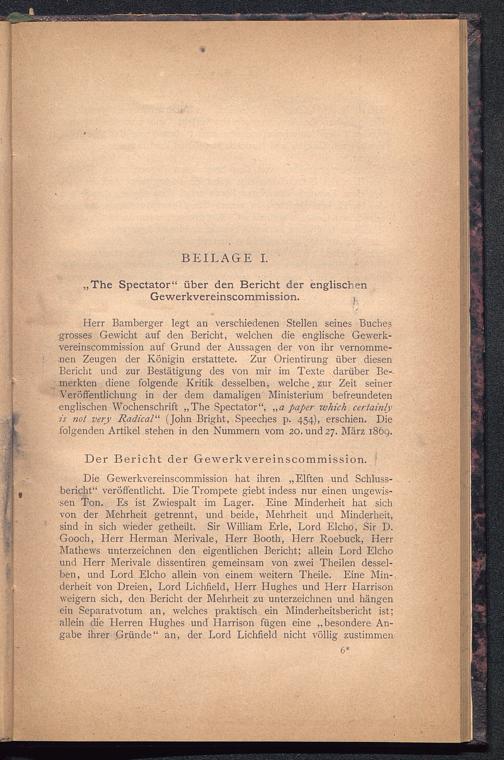 BEILAGE I.
„The Spectator“ über den Bericht der englischen
Gewerkvereinscommission.
Herr Bamberger legt an verschiedenen Stellen seines Buches
grosses Gewicht auf den Bericht, welchen die englische Gewerk-
vereinscommission auf Grund der Aussagen der von ihr vernomme-
nen Zeugen der Königin erstattete. Zur Orientirung über diesen
Bericht und zur Bestätigung des von mir im Texte darüber Be-
merkten diene folgende Kritik desselben, welche zur Zeit seiner
Veröffentlichung in der dem damaligen Ministerium befreundeten
englischen Wochenschrift „The Spectator“, „a paper which certainly
is not very Radical“ (John Bright, Speeches p. 454), erschien. Die
folgenden Artikel stehen in den Nummern vom 20. und 27. März 1869.
Der Bericht der Gewerkvereinscommission.
Die Gewerkvereinscommission hat ihren „Elften und Schluss-
bericht“ veröffentlicht. Die Trompete giebt indess nur einen ungewis-
sen Ton. Es ist Zwiespalt im Lager. Eine Minderheit hat sich
von der Mehrheit getrennt, und beide, Mehrheit und Minderheit,
sind in sich wieder getheilt. Sir William Erle, Lord Elcho, Sir D.
Gooch, Herr Herman Merivale, Herr Booth, Herr Roebuck, Herr
Mathews unterzeichnen den eigentlichen Bericht; allein Lord Elcho
und Herr Merivale dissentiren gemeinsam von zwei Theilen dessel-
ben, und Lord Elcho allein von einem weitern Theile. Eine Min-
derheit von Dreien, Lord Lichfield, Herr Hughes und Herr Harrison
weigern sich, den Bericht der Mehrheit zu unterzeichnen und hängen
ein Separatvotum an, welches praktisch ein Minderheitsbericht ist;
allein die Herren Hughes und Harrison fügen eine „besondere An-
gabe ihrer Gründe“ an, der Lord Lichfield nicht völlig zustimmen
6*